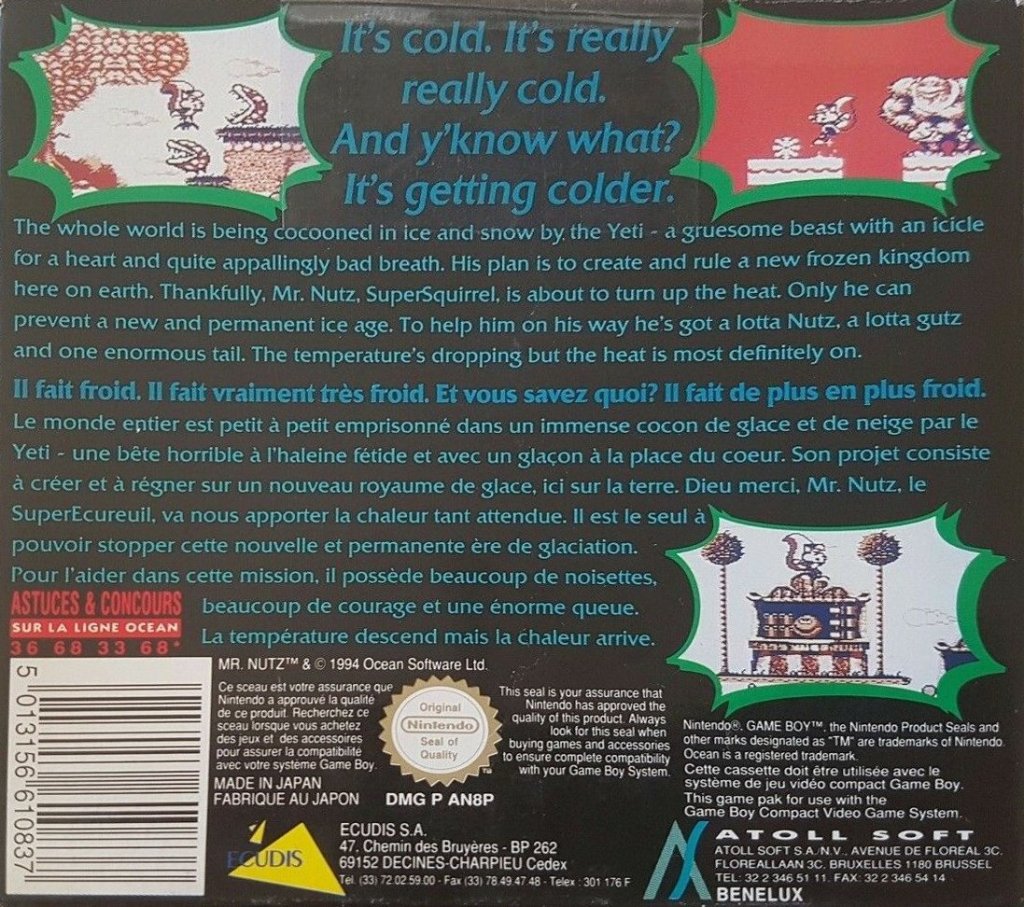 It's cold. It's really
really cold.
And y'know what?
It's getting colder.
The whole world is being cocooned in ice and snow by the Yeti - a gruesome beast with an icicle
for a heart and quite appallingly bad breath. His plan is to create and rule a new frozen kingdom
here on earth. Thankfully, Mr. Nutz, SuperSquirrel, is about to turn up the heat. Only he can
prevent a new and permanent ice age. To help him on his way he's got a lotta Nutz, a lotta gutz
and one enormous tail. The temperature's dropping but the heat is most definitely on.
Il fait froid. Il fait vraiment très froid. Et vous savez quoi? Il fait de plus en plus froid.
Le monde entier est petit à petit emprisonné dans un immense cocon de glace et de neige par le
Yeti - une bête horrible à l'haleine fétide et avec un glaçon à la place du coeur. Son projet consiste
à créer et à régner sur un nouveau royaume de glace, ici sur la terre. Dieu merci, Mr. Nutz, le
SuperEcureuil, va nous apporter la chaleur tant attendue. Il est le seul à
pouvoir stopper cette nouvelle et permanente ère de glaciation.
Pour l'aider dans cette mission, il possède beaucoup de noisettes,
beaucoup de courage et une énorme queue.
La température descend mais la chaleur arrive.
ASTUCES & CONCOURS
SUR LA LIGNE OCEAN
36 68 33 68*
MR. NUTZ™ & © 1994 Ocean Software Ltd.
Ce sceau est votre assurance que
Nintendo a approuvé la qualité
de ce produit. Recherchez ce
sceau lorsque vous achetez
des jeux et des accessoires
pour assurer la compatibilité
avec votre système Game Boy.
Original
Nintendo
Seal of
Quality
TM
This seal is your assurance that
Nintendo has approved the
quality of this product. Always
look for this seal when
buying games and accessories
to ensure complete compatibility
with your Game Boy System.
MADE IN JAPAN
FABRIQUE AU JAPON
DMG P AN8P
Nintendo®, GAME BOY™, the Nintendo Product Seals and
other marks designated as "TM" are trademarks of Nintendo.
Ocean is a registered trademark.
Cette cassette doit être utilisée avec le
système de jeu vidéo compact Game Boy.
This game pak for use with the
Game Boy Compact Video Game System.
5 013156 610837
ECUDIS
ECUDIS S.A.
47, Chemin des Bruyères - BP 262
69152 DECINES-CHARPIEU Cedex
Tel. (33) 72.02.59.00 - Fax (33) 78.49.47.48 - Telex : 301 176 F
ATOLL SOFT
ATOLL SOFT S.A./N.V., AVENUE DE FLOREAL 3C.
FLOREALLAAN 3C, BRUXELLES 1180 BRUSSEL
TEL: 32 2 346 51 11. FAX: 32 2 346 54 14
BENELUX